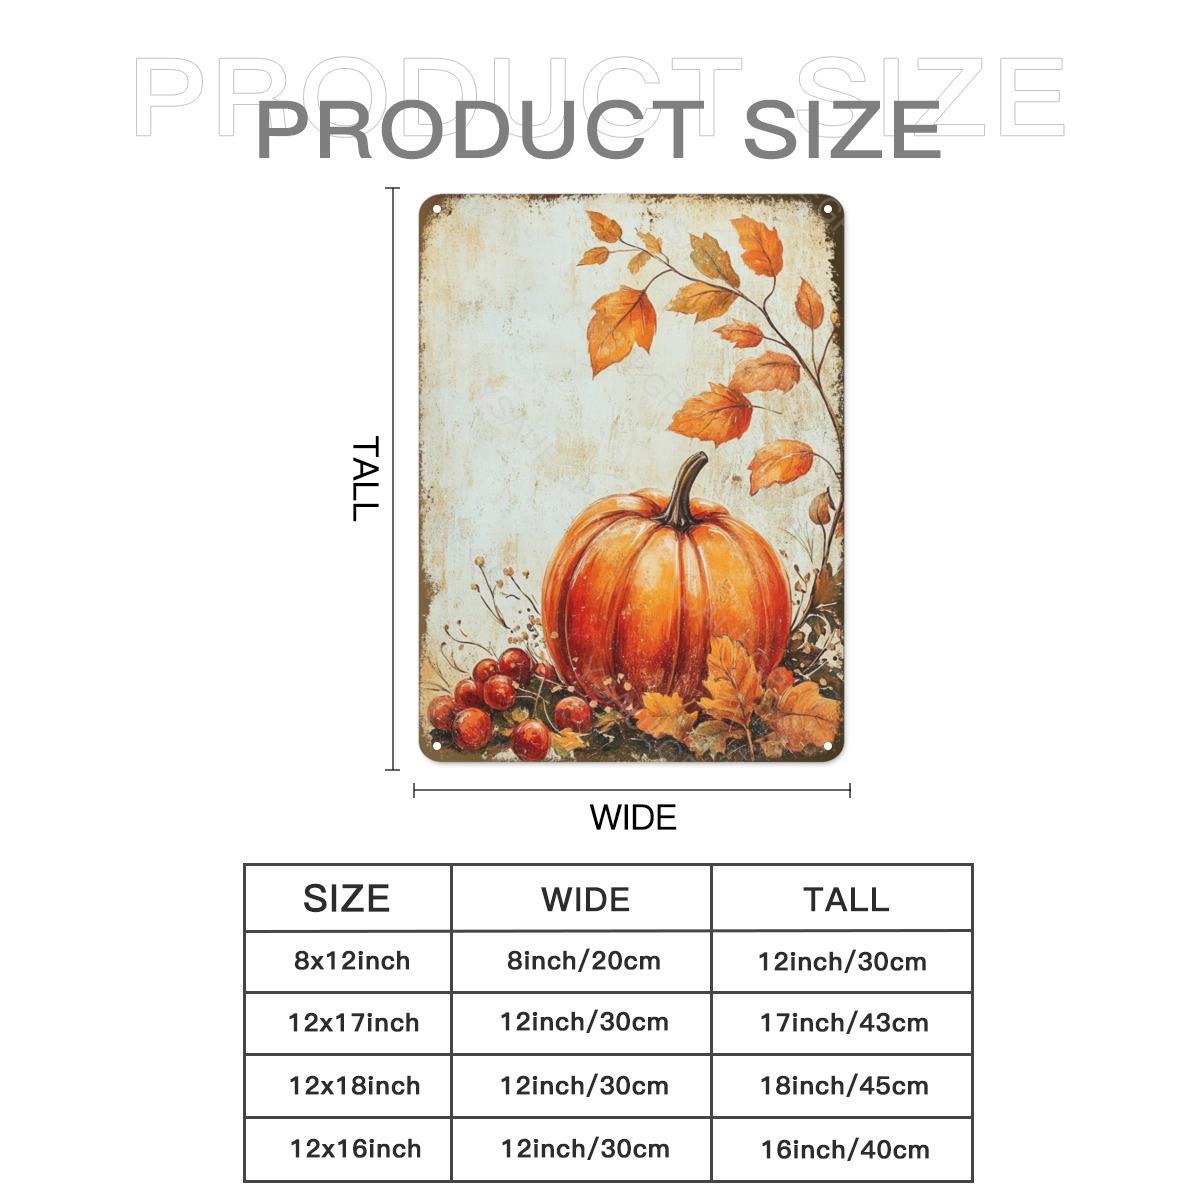 PRODUCT SIZE
PRODUCT SIZE
TALL
WIDE
SIZE WIDE TALL
8x12inch 8inch/20cm 12inch/30cm
12x17inch 12inch/30cm 17inch/43cm
12x18inch 12inch/30cm 18inch/45cm
12x16inch 12inch/30cm 16inch/40cm